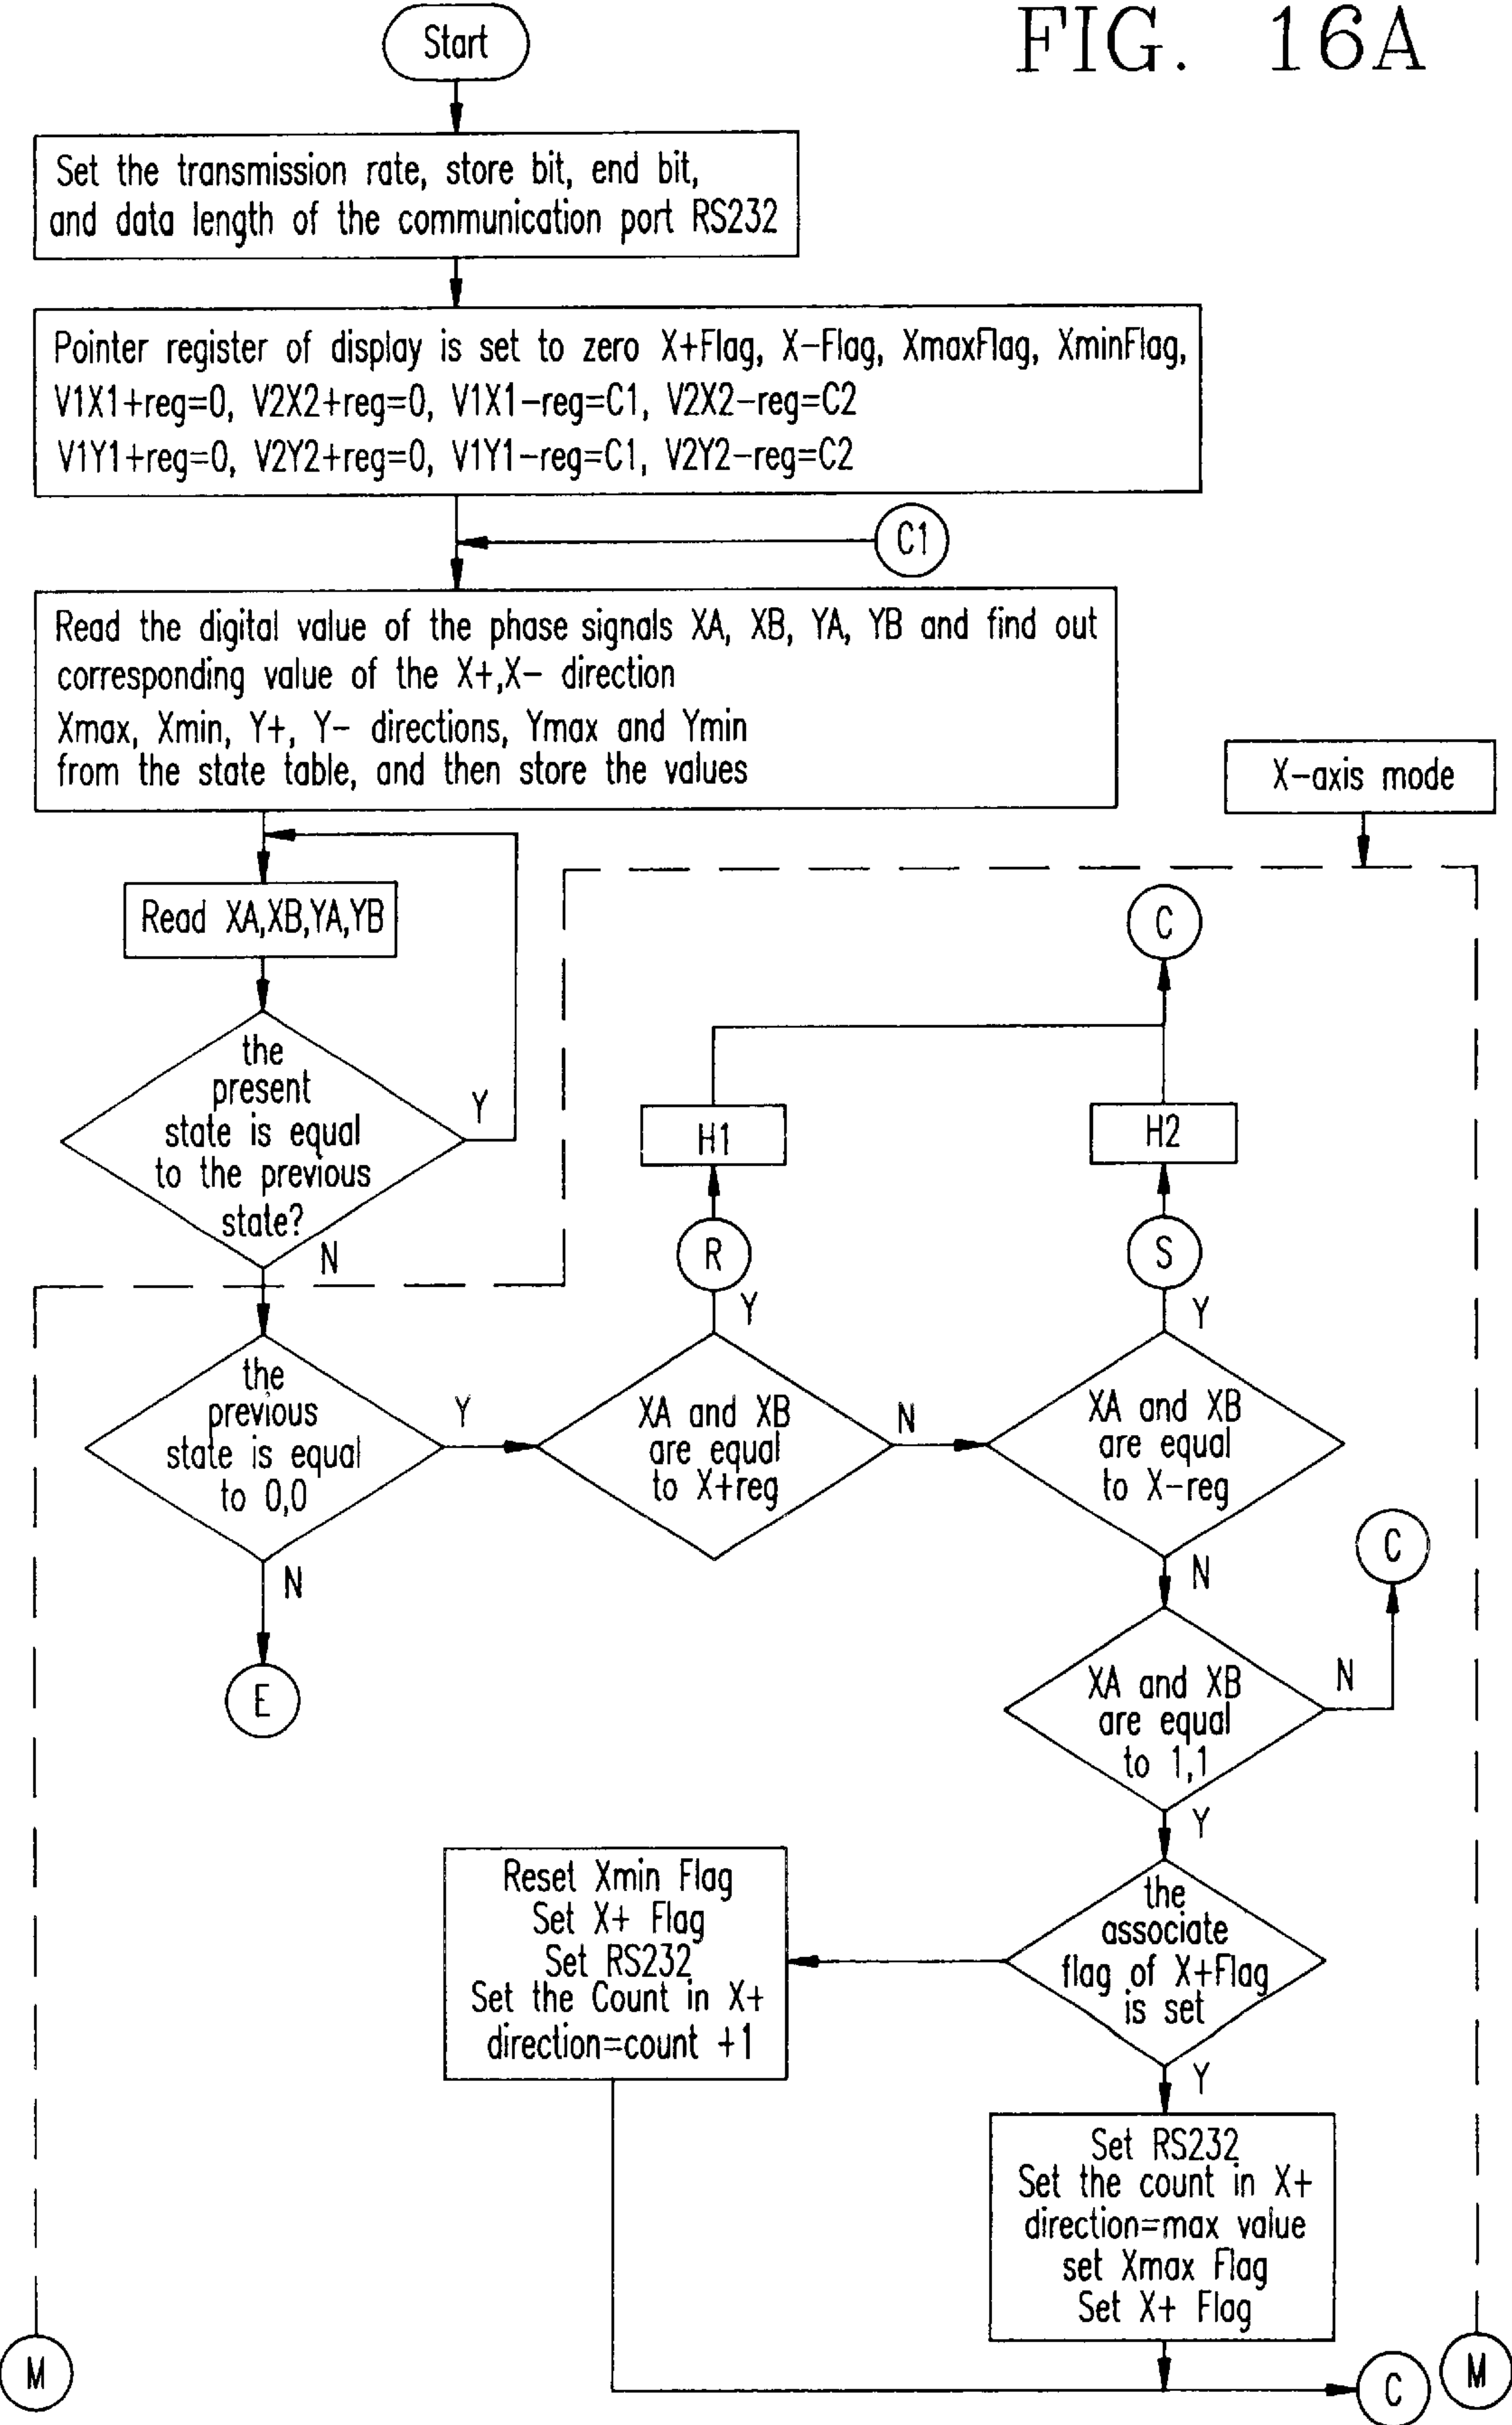 FIG. 16A
Start
Set the transmission rate, store bit, end bit,
and data length of the communication port RS232
Pointer register of display is set to zero X+Flag, X-Flag, XmaxFlag, XminFlag,
V1X1+reg=0, V2X2+reg=0, V1X1-reg=C1, V2X2-reg=C2
V1Y1+reg=0, V2Y2+reg=0, V1Y1-reg=C1, V2Y2-reg=C2
C1
Read the digital value of the phase signals XA, XB, YA, YB and find out
corresponding value of the X+,X- direction
Xmax, Xmin, Y+, Y- directions, Ymax and Ymin
from the state table, and then store the values
X-axis mode
Read XA,XB,YA,YB
C
the
present
state is equal
to the previous
state?
Y
N
H1
H2
R
Y
S
Y
the
previous
state is equal
to 0,0
Y
N
XA and XB
are equal
to X+reg
N
XA and XB
are equal
to X-reg
N
C
E
XA and XB
are equal
to 1,1
N
Y
Reset Xmin Flag
Set X+ Flag
Set RS232
Set the Count in X+
direction=count +1
the
associate
flag of X+Flag
is set
Y
Set RS232
Set the count in X+
direction=max value
set Xmax Flag
Set X+ Flag
M
C
M